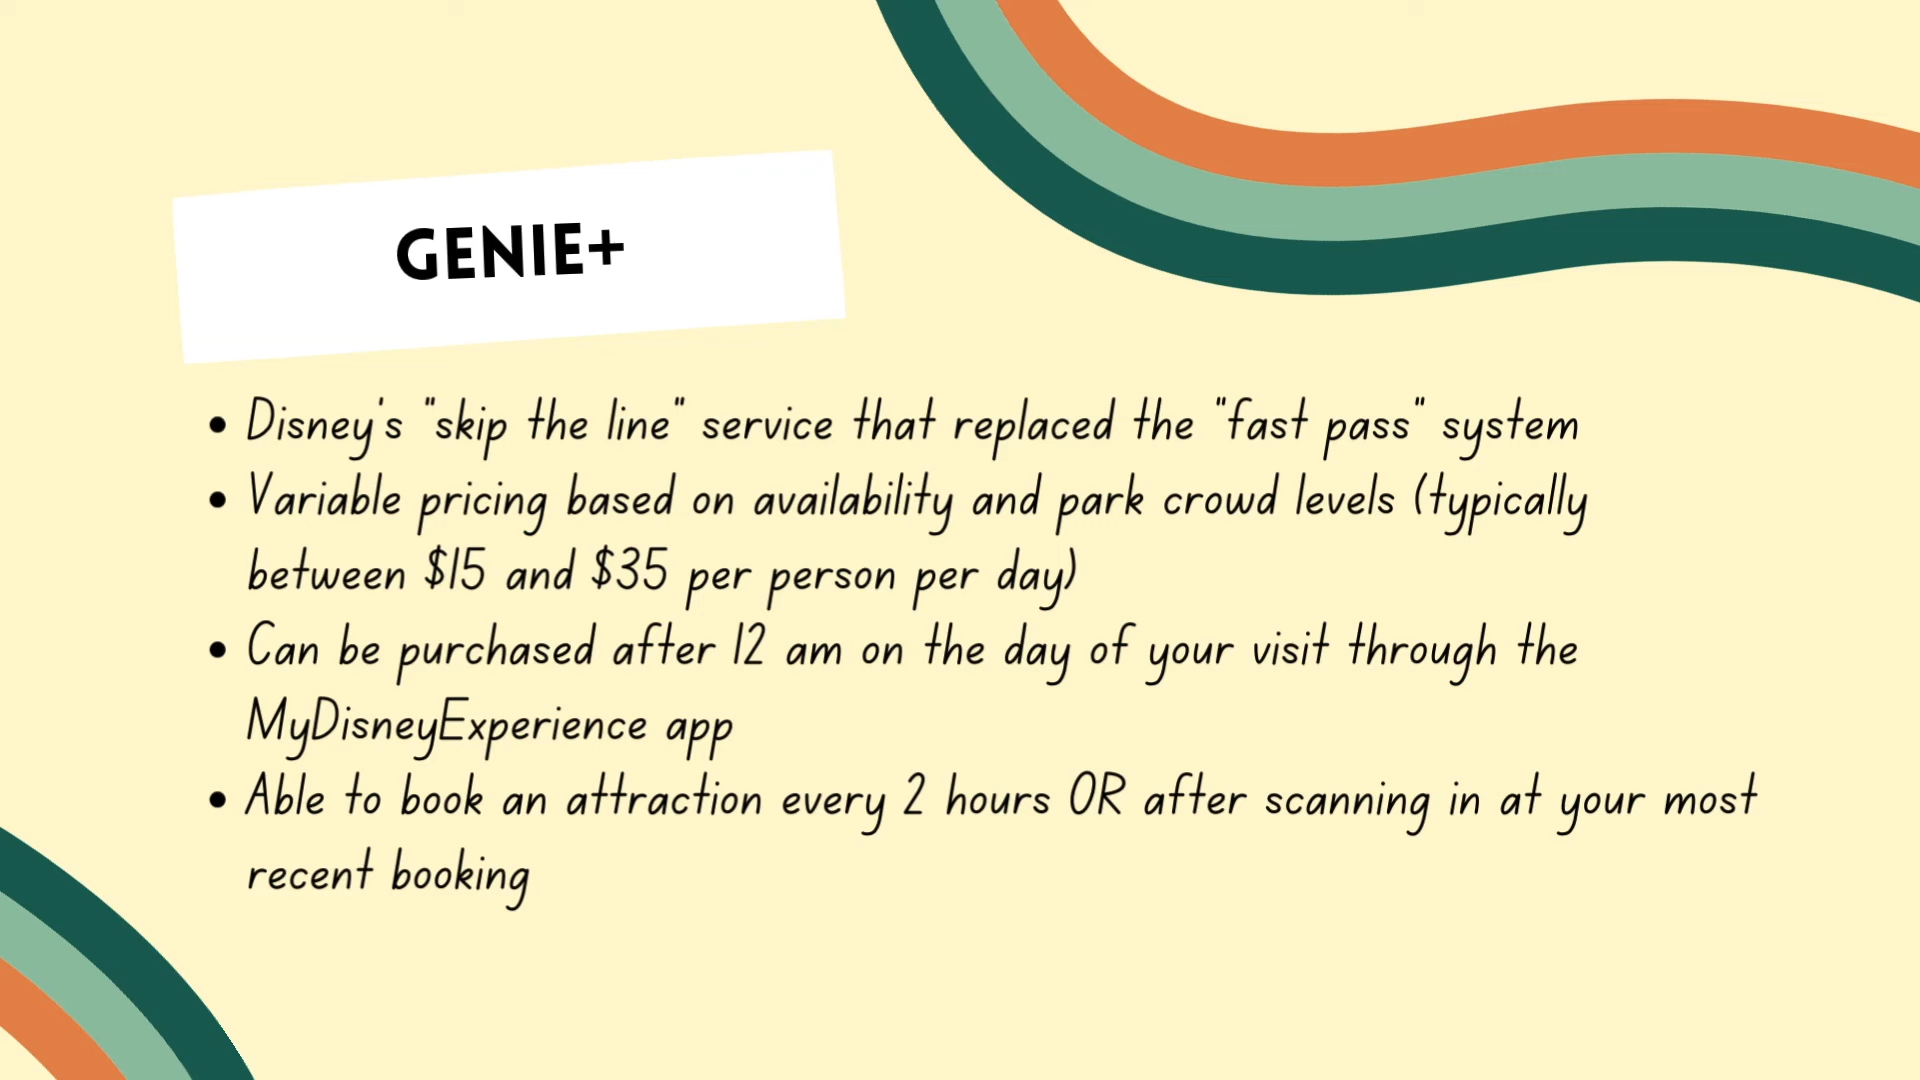 GENIE+
• Disney's "skip the line" service that replaced the "fast pass" system
• Variable pricing based on availability and park crowd levels (typically
between $15 and $35 per person per day)
• Can be purchased after 12 am on the day of your visit through the
MyDisneyExperience app
• Able to book an attraction every 2 hours OR after scanning in at your most
recent booking